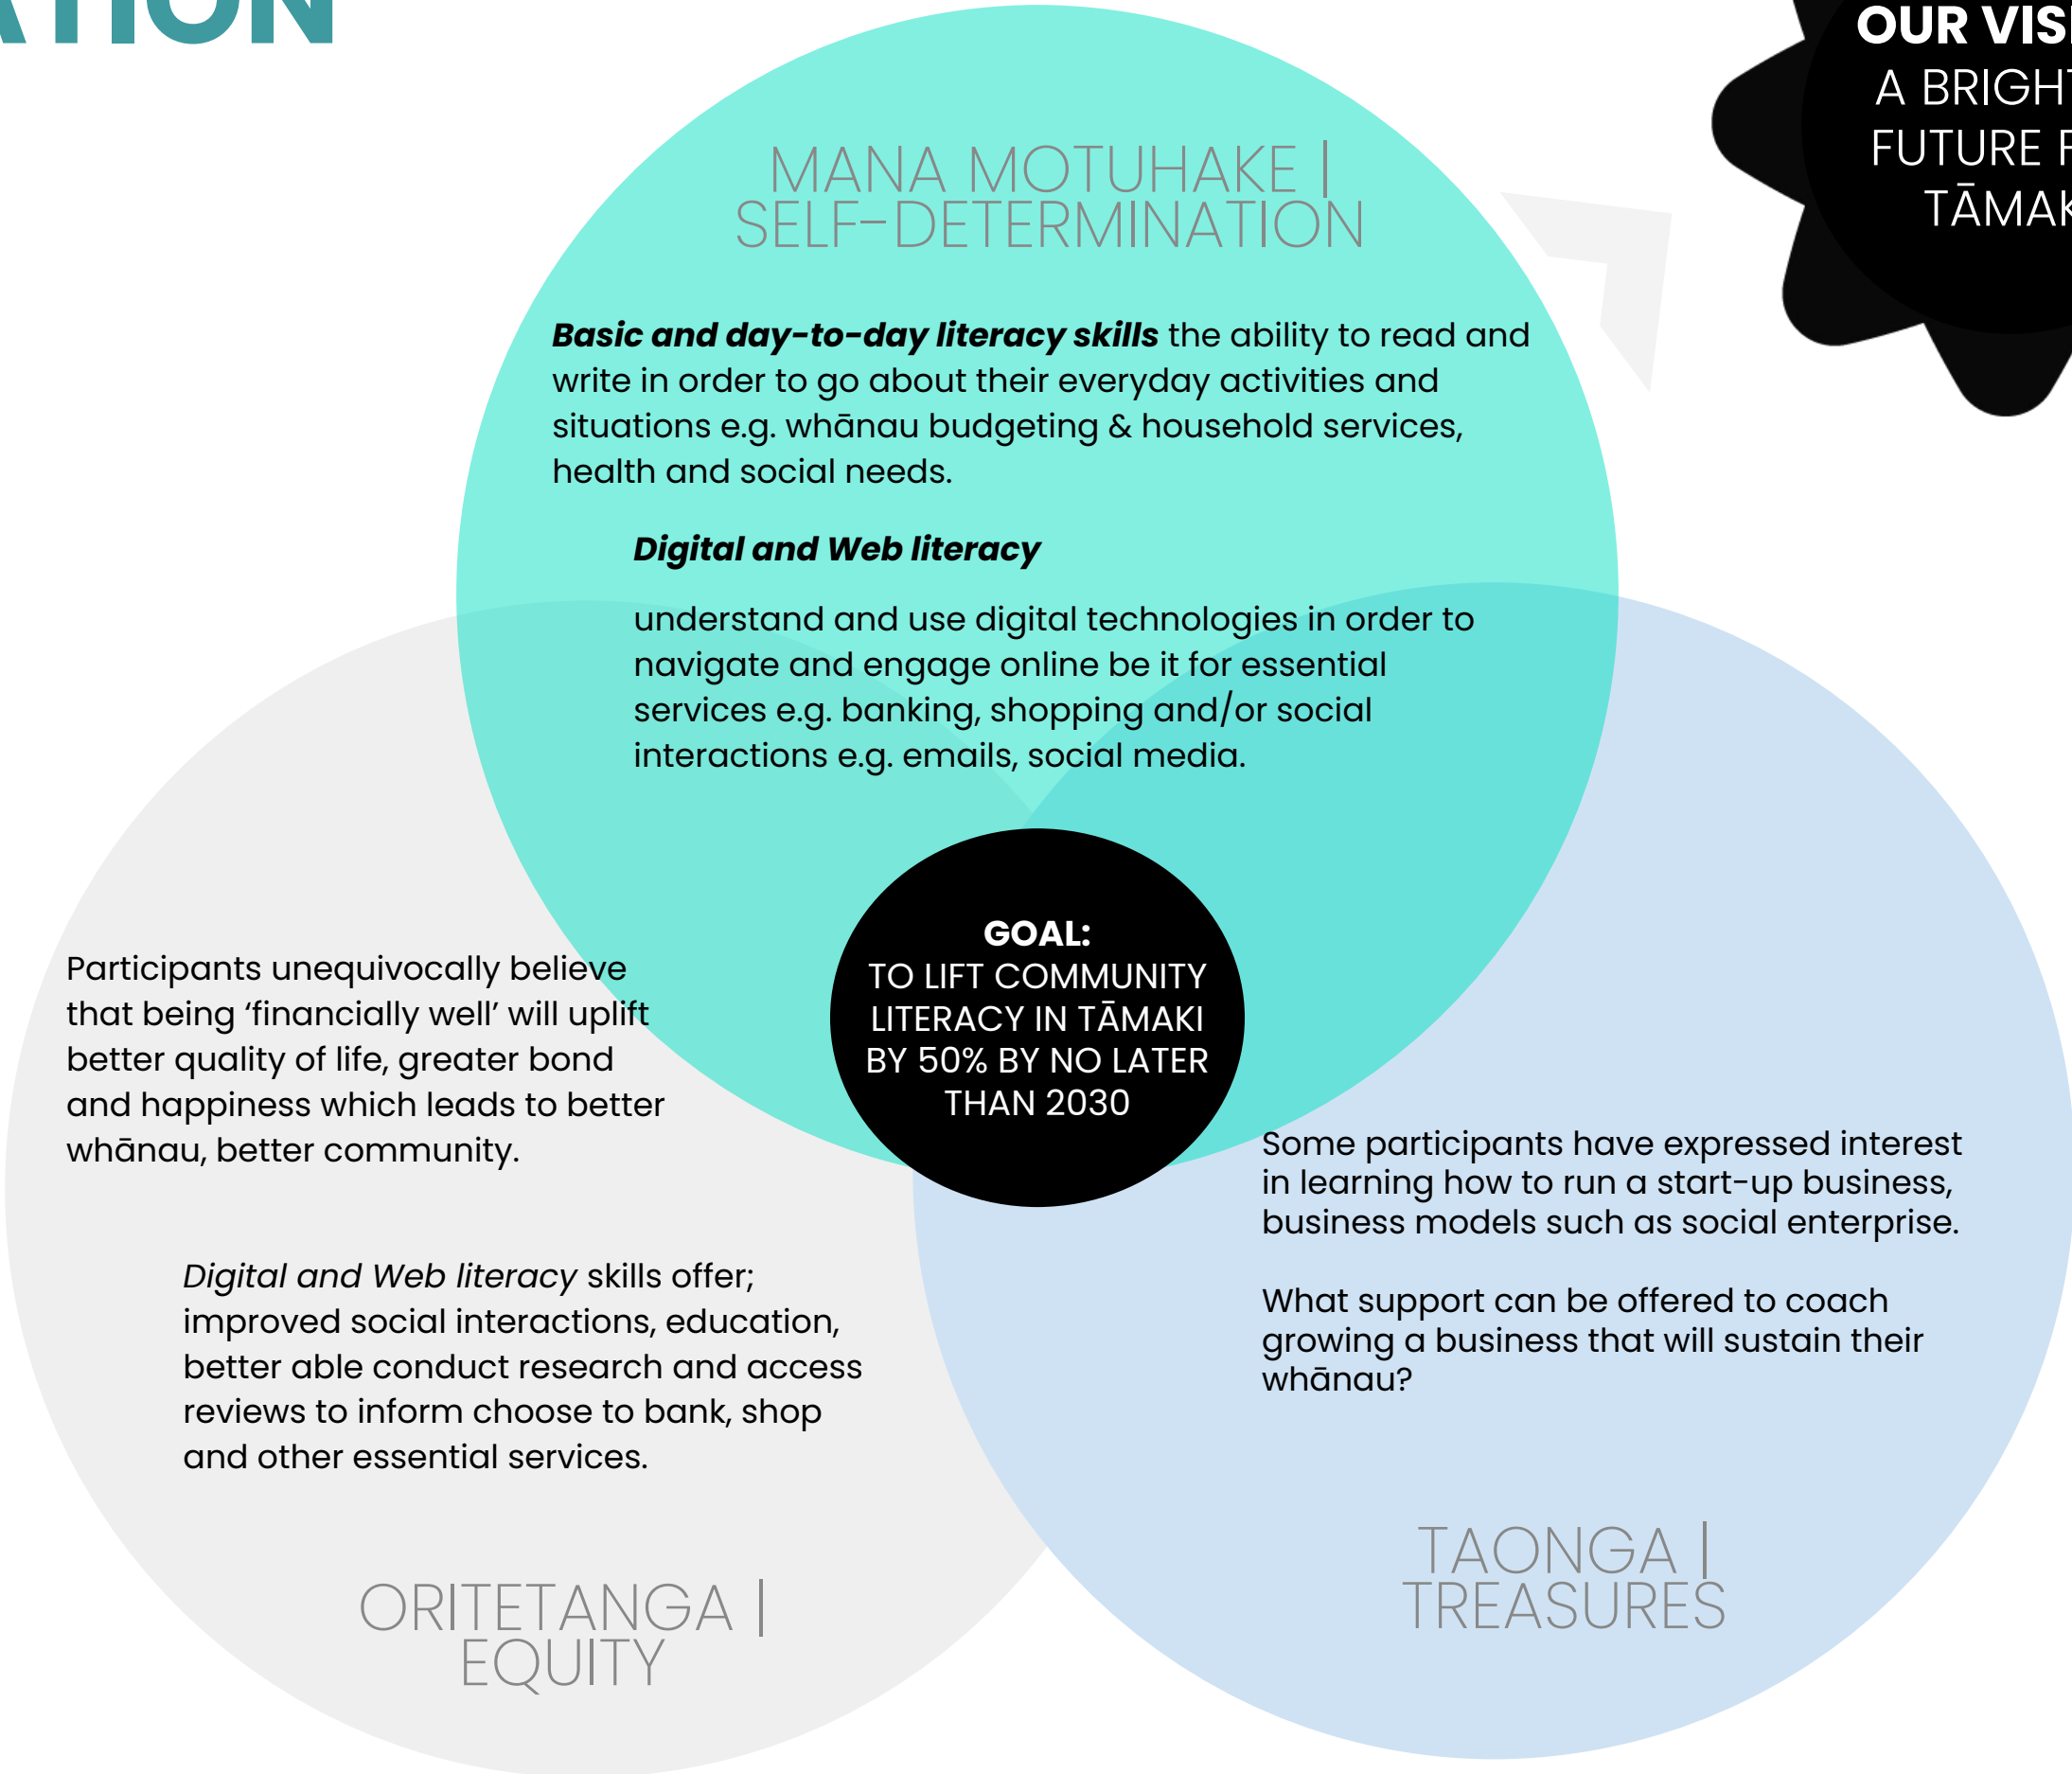 ATION
OUR VIS
A BRIGHT
FUTURE F
TĀMAK
MANA MOTUHAKE |
SELF-DETERMINATION
Basic and day-to-day literacy skills the ability to read and
write in order to go about their everyday activities and
situations e.g. whānau budgeting & household services,
health and social needs.
Digital and Web literacy
understand and use digital technologies in order to
navigate and engage online be it for essential
services e.g. banking, shopping and/or social
interactions e.g. emails, social media.
GOAL:
TO LIFT COMMUNITY
LITERACY IN TĀMAKI
BY 50% BY NO LATER
THAN 2030
Participants unequivocally believe
that being ‘financially well’ will uplift
better quality of life, greater bond
and happiness which leads to better
whānau, better community.
Digital and Web literacy skills offer;
improved social interactions, education,
better able conduct research and access
reviews to inform choose to bank, shop
and other essential services.
ORITETANGA |
EQUITY
Some participants have expressed interest
in learning how to run a start-up business,
business models such as social enterprise.
What support can be offered to coach
growing a business that will sustain their
whānau?
TAONGA |
TREASURES